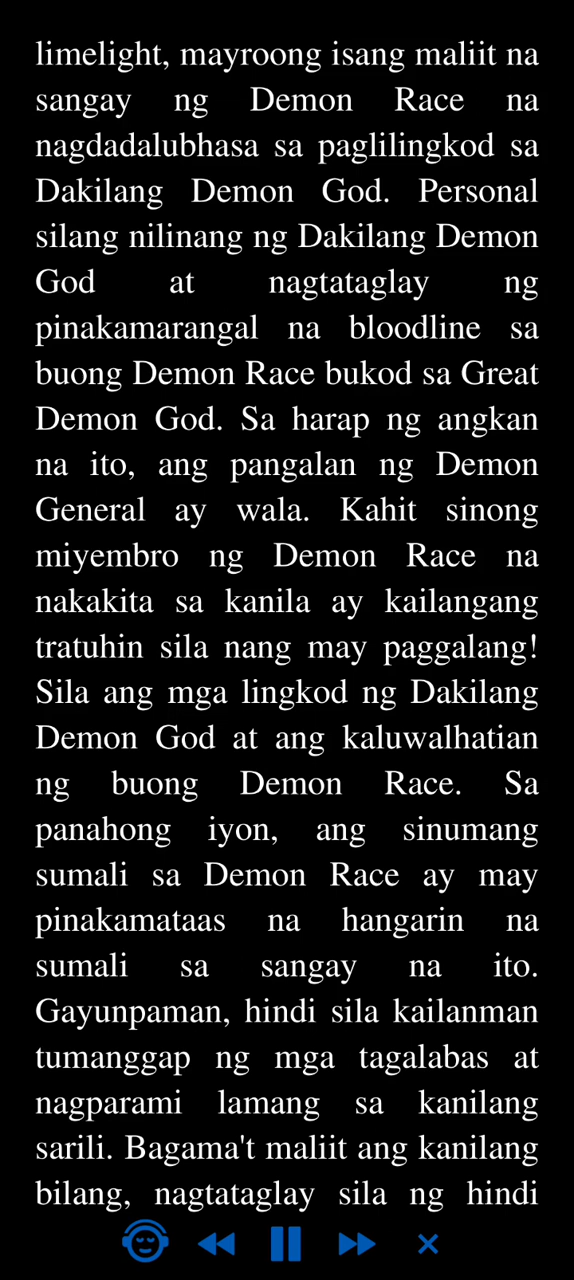 limelight, mayroong isang maliit na
sangay ng Demon Race na
nagdadalubhasa sa paglilingkod sa
Dakilang Demon God. Personal
silang nilinang ng Dakilang Demon
God at nagtataglay ng
pinakamarangal na bloodline sa
buong Demon Race bukod sa Great
Demon God. Sa harap ng angkan
na ito, ang pangalan ng Demon
General ay wala. Kahit sinong
miyembro ng Demon Race na
nakakita sa kanila ay kailangang
tratuhin sila nang may paggalang!
Sila ang mga lingkod ng Dakilang
Demon God at ang kaluwalhatian
ng buong Demon Race. Sa
panahong iyon, ang sinumang
sumali sa Demon Race ay may
pinakamataas na hangarin na
sumali sa sangay na ito.
Gayunpaman, hindi sila kailanman
tumanggap ng mga tagalabas at
nagparami lamang sa kanilang
sarili. Bagama't maliit ang kanilang
bilang, nagtataglay sila ng hindi